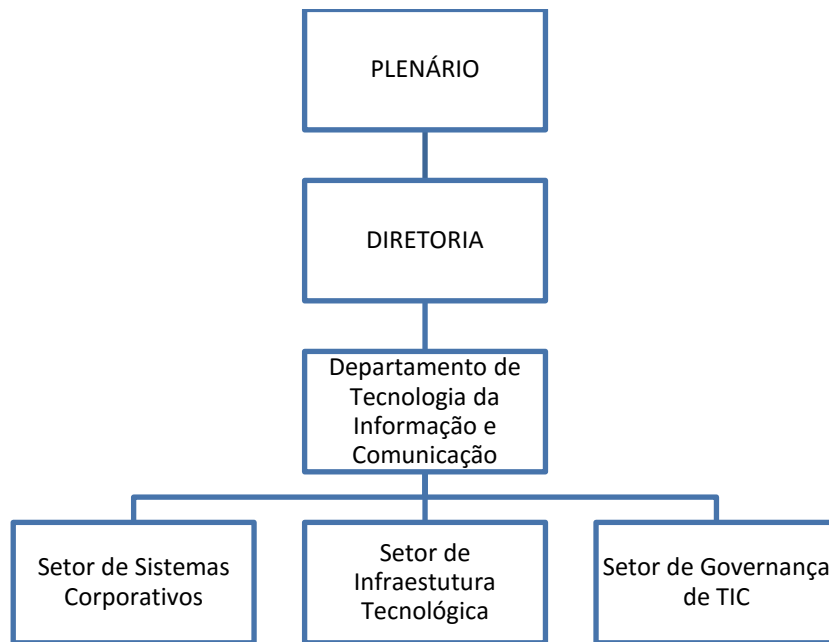 PLENÁRIO
DIRETORIA
Departamento de
Tecnologia da
Informação e
Comunicação
Setor de Sistemas
Corporativos
Setor de
Infraestutura
Tecnológica
Setor de Governança
de TIC